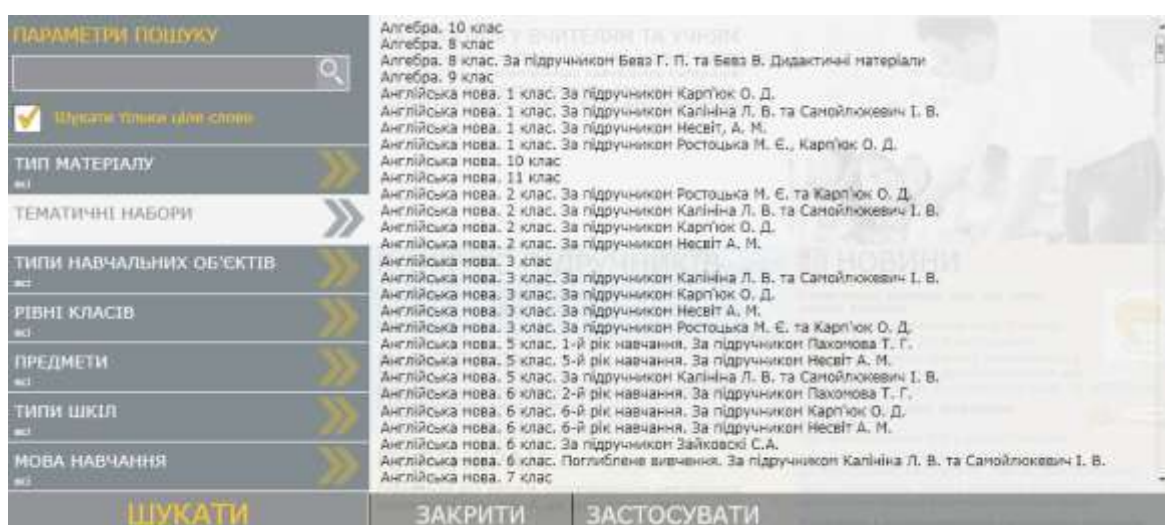 ПАРАМЕТРИ ПОШУКУ
Шукати тільки ціле слово
ТИП МАТЕРІАЛУ
всі
ТЕМАТИЧНІ НАБОРИ
ТИПИ НАВЧАЛЬНИХ ОБ'ЄКТІВ
всі
РІВНІ КЛАСІВ
всі
ПРЕДМЕТИ
всі
ТИПИ ШКІЛ
всі
МОВА НАВЧАННЯ
всі
ШУКАТИ
Алгебра. 10 клас
Алгебра. 8 клас
Алгебра. 8 клас. За підручником Бевз Г. П. та Бевз В. Дидактичні матеріали
Алгебра. 9 клас
Англійська мова. 1 клас. За підручником Карп'юк О. Д.
Англійська мова. 1 клас. За підручником Калініна Л. В. та Самойлюкевич І. В.
Англійська мова. 1 клас. За підручником Несвіт, А. М.
Англійська мова. 1 клас. За підручником Ростоцька М. Є., Карп'юк О. Д.
Англійська мова. 10 клас
Англійська мова. 11 клас
Англійська мова. 2 клас. За підручником Ростоцька М. Є. та Карп'юк О. Д.
Англійська мова. 2 клас. За підручником Калініна Л. В. та Самойлюкевич І. В.
Англійська мова. 2 клас. За підручником Карп'юк О. Д.
Англійська мова. 2 клас. За підручником Несвіт А. М.
Англійська мова. 3 клас
Англійська мова. 3 клас. За підручником Калініна Л. В. та Самойлюкевич І. В.
Англійська мова. 3 клас. За підручником Карп'юк О. Д.
Англійська мова. 3 клас. За підручником Несвіт А. М.
Англійська мова. 3 клас. За підручником Ростоцька М. Є. та Карп'юк О. Д.
Англійська мова. 5 клас. 1-й рік навчання. За підручником Пахомова Т. Г.
Англійська мова. 5 клас. 5-й рік навчання. За підручником Несвіт А. М.
Англійська мова. 5 клас. За підручником Калініна Л. В. та Самойлюкевич І. В.
Англійська мова. 6 клас. 2-й рік навчання. За підручником Пахомова Т. Г.
Англійська мова. 6 клас. 6-й рік навчання. За підручником Карп'юк О. Д.
Англійська мова. 6 клас. 6-й рік навчання. За підручником Несвіт А. М.
Англійська мова. 6 клас. За підручником Зайковскі С.А.
Англійська мова. 6 клас. Поглиблене вивчення. За підручником Калініна Л. В. та Самойлюкевич І. В.
Англійська мова. 7 клас
НОВИНИ
ЗАКРИТИ
ЗАСТОСУВАТИ